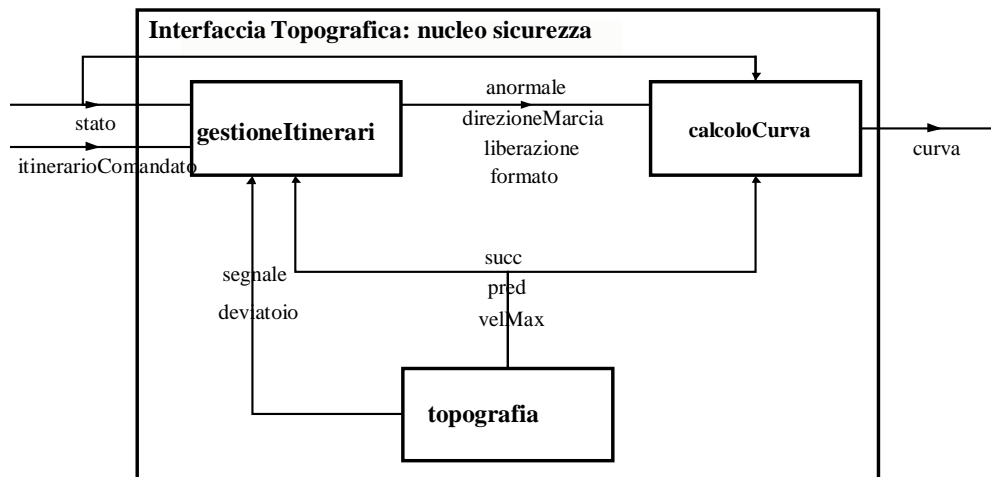 Interfaccia Topografica: nucleo sicurezza
stato
itinerarioComandato
gestioneItinerari
anormale
direzioneMarcia
liberazione
formato
calcoloCurva
curva
segnale
deviatoio
succ
pred
velMax
topografia